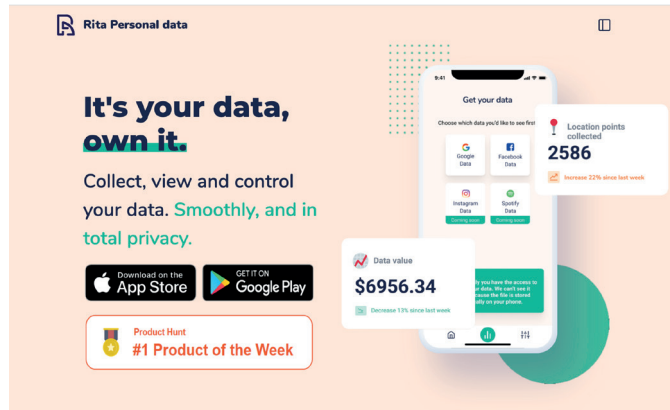 Rita Personal data
It's your data,
own it.
Collect, view and control
your data. Smoothly, and in
total privacy.
Download on the
App Store
GET IT ON
Google Play
Product Hunt
#1 Product of the Week
9:41
Get your data
Choose which data you'd like to see first
Google
Data
Facebook
Data
Instagram
Data
Coming soon
Spotify
Data
Coming soon
Location points
collected
2586
Increase 22% since last week
Data value
$6956.34
Decrease 13% since last week
you have the access to
data. We can't see it
the file is stored
on your phone.